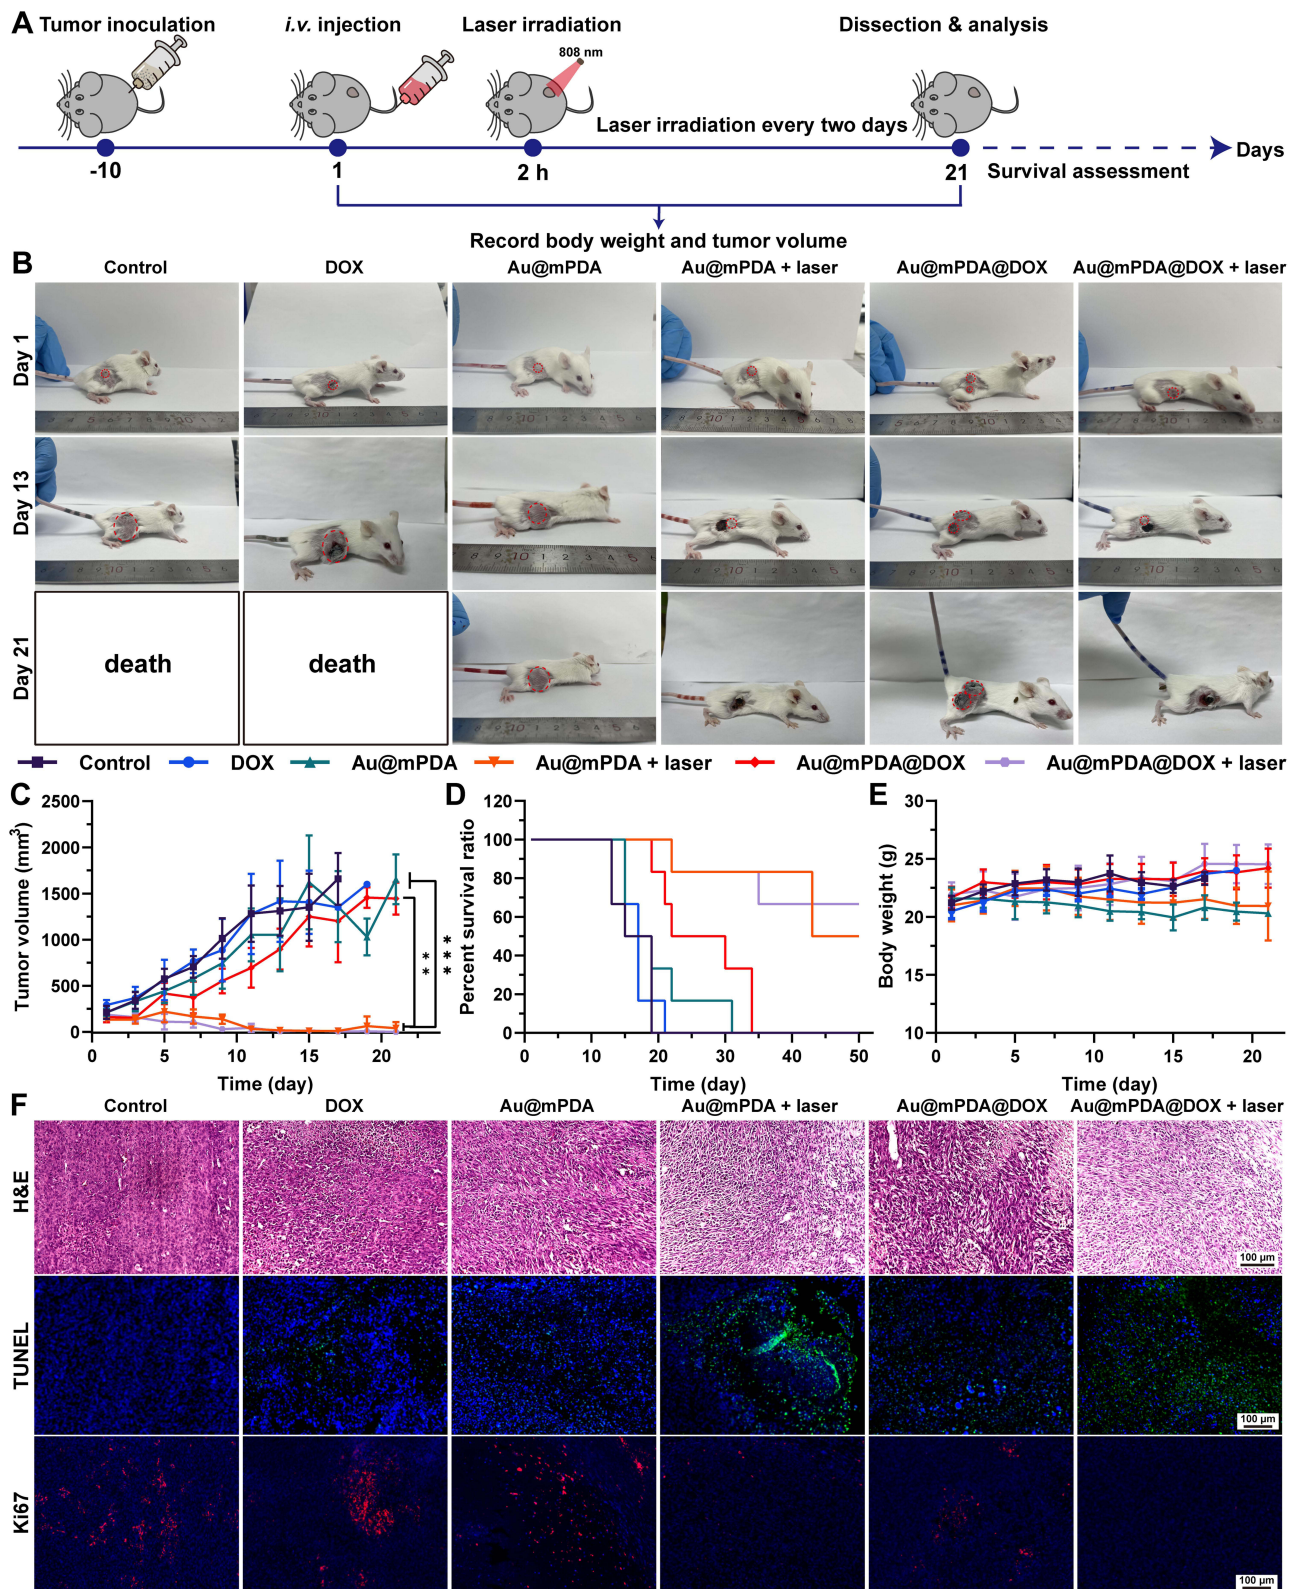 A
Tumor inoculation
i.v. injection
Laser irradiation
Dissection & analysis
808 nm
Laser irradiation every two days
-10
1
2 h
21
Days
Survival assessment
Record body weight and tumor volume
B
Control
DOX
Au@mPDA
Au@mPDA + laser
Au@mPDA@DOX
Au@mPDA@DOX + laser
Day 1
Day 13
Day 21
death
death
Control
DOX
Au@mPDA
Au@mPDA + laser
Au@mPDA@DOX
Au@mPDA@DOX + laser
C
Tumor volume (mm³)
2500
2000
1500
1000
500
0
0 5 10 15 20
Time (day)
* *
* * *
D
Percent survival ratio
120
100
80
60
40
20
0
0 10 20 30 40 50
Time (day)
E
Body weight (g)
30
25
20
15
10
0 5 10 15 20
Time (day)
F
Control
DOX
Au@mPDA
Au@mPDA + laser
Au@mPDA@DOX
Au@mPDA@DOX + laser
H&E
100 μm
TUNEL
100 μm
Ki67
100 μm